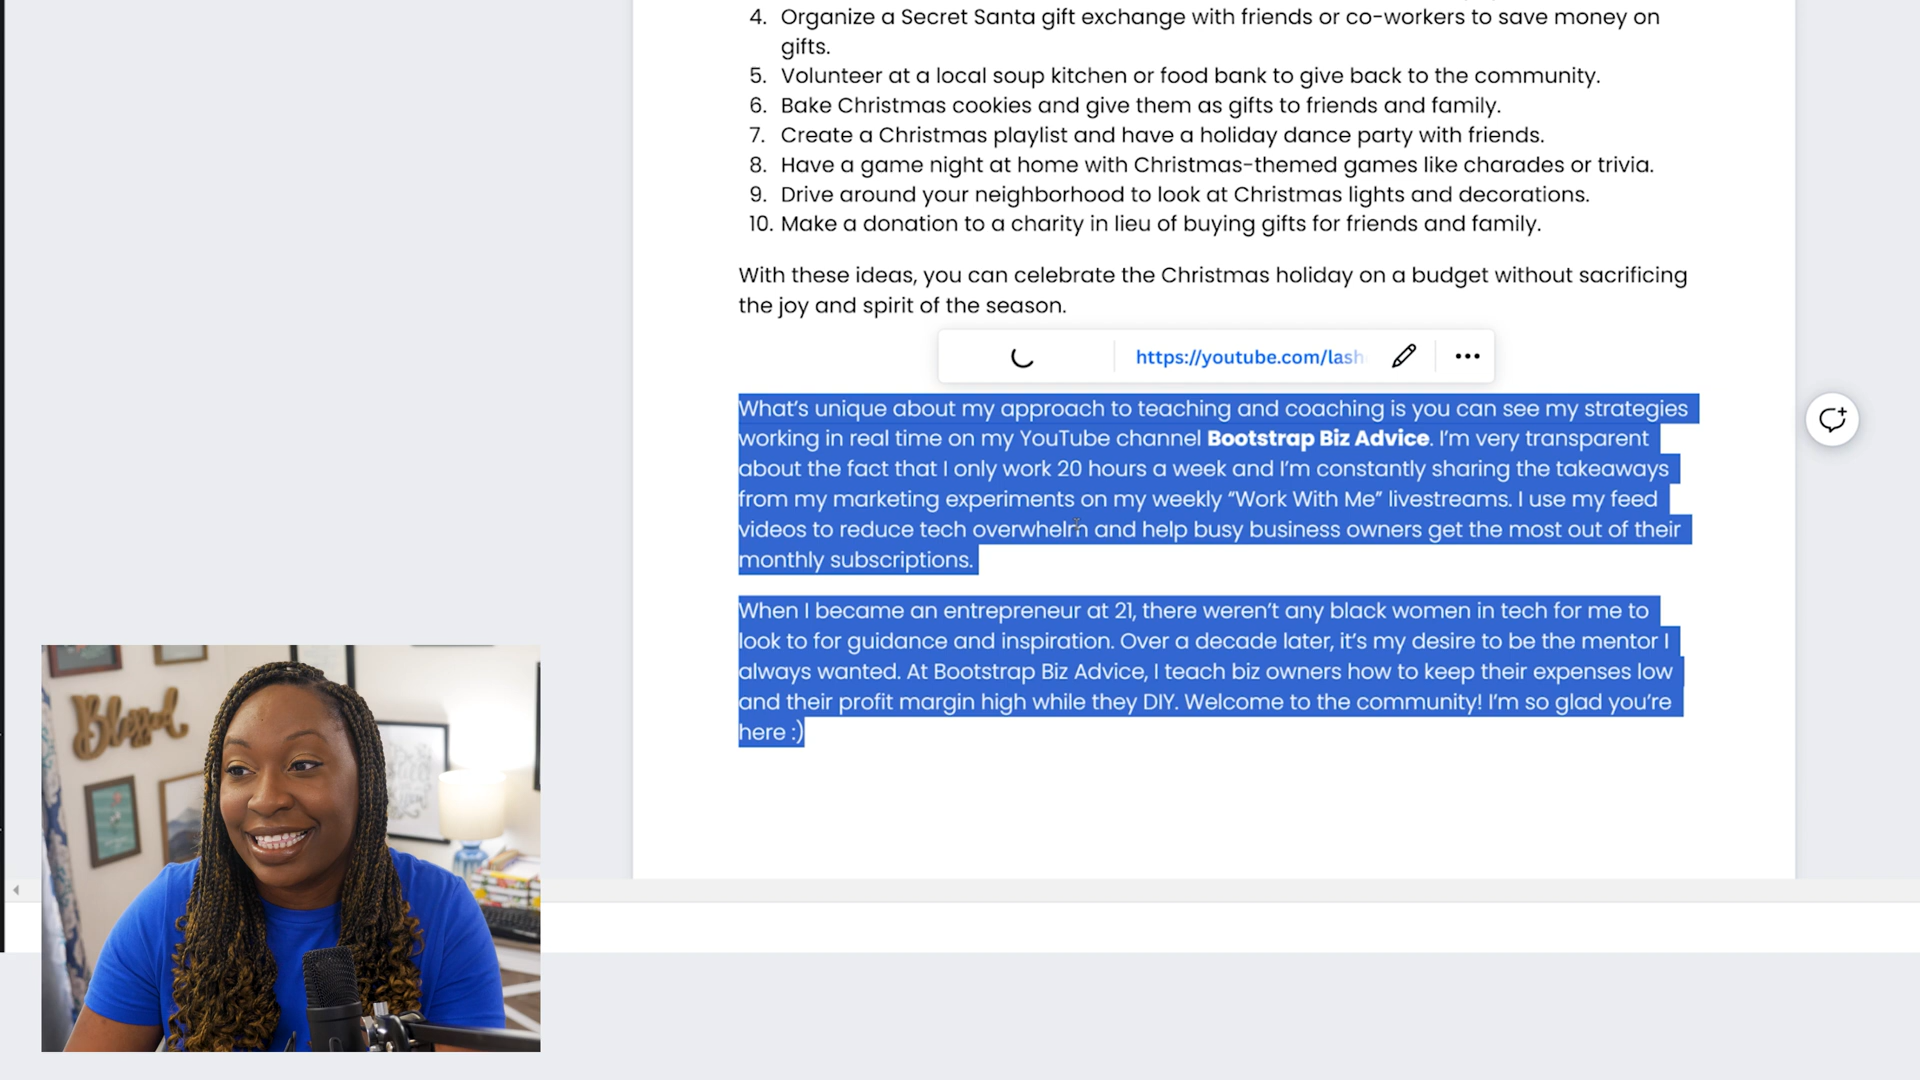 4. Organize a Secret Santa gift exchange with friends or co-workers to save money on
gifts.
5. Volunteer at a local soup kitchen or food bank to give back to the community.
6. Bake Christmas cookies and give them as gifts to friends and family.
7. Create a Christmas playlist and have a holiday dance party with friends.
8. Have a game night at home with Christmas-themed games like charades or trivia.
9. Drive around your neighborhood to look at Christmas lights and decorations.
10. Make a donation to a charity in lieu of buying gifts for friends and family.
With these ideas, you can celebrate the Christmas holiday on a budget without sacrificing
the joy and spirit of the season.
https://youtube.com/lash
What’s unique about my approach to teaching and coaching is you can see my strategies
working in real time on my YouTube channel Bootstrap Biz Advice. I’m very transparent
about the fact that I only work 20 hours a week and I’m constantly sharing the takeaways
from my marketing experiments on my weekly “Work With Me” livestreams. I use my feed
videos to reduce tech overwhelm and help busy business owners get the most out of their
monthly subscriptions.
When I became an entrepreneur at 21, there weren’t any black women in tech for me to
look to for guidance and inspiration. Over a decade later, it’s my desire to be the mentor I
always wanted. At Bootstrap Biz Advice, I teach biz owners how to keep their expenses low
and their profit margin high while they DIY. Welcome to the community! I’m so glad you’re
here :)
Blessed